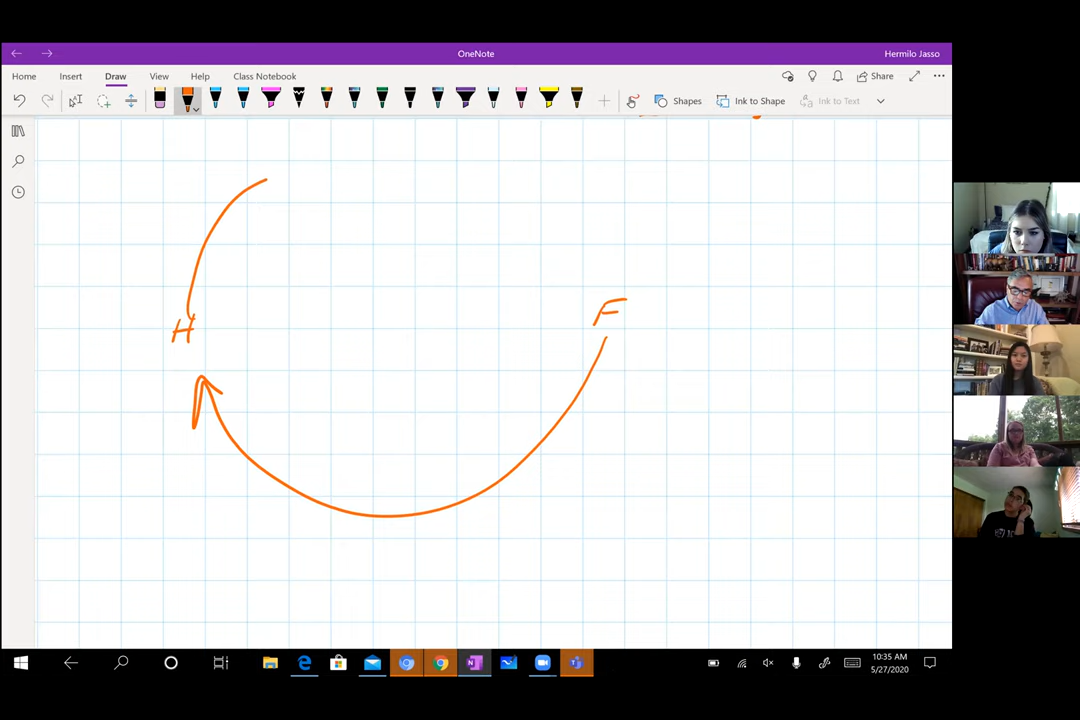 OneNote
Hermilo Jasso
Home Insert Draw View Help Class Notebook
Share
Shapes Ink to Shape Ink to Text
F
H
10:35 AM
5/27/2020